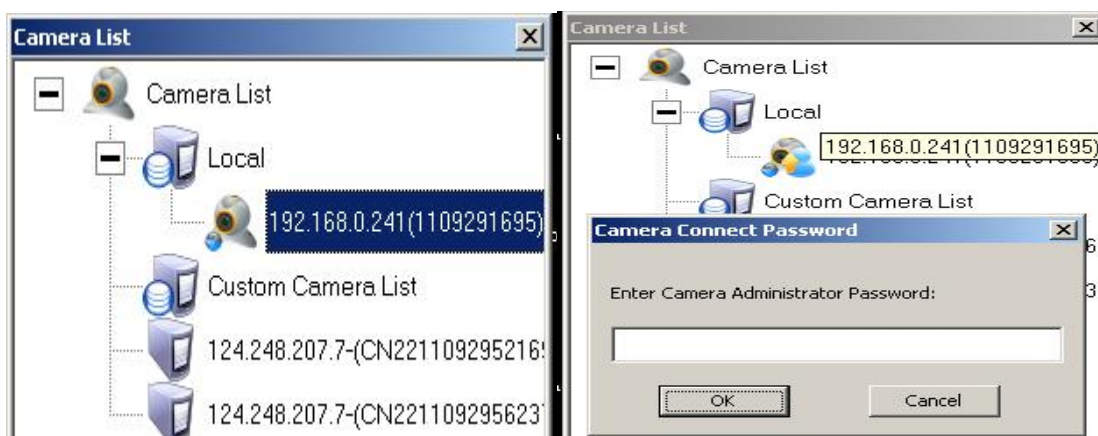 Camera List
Camera List
Local
192.168.0.241(1109291695)
Custom Camera List
124.248.207.7-(CN221109295216
124.248.207.7-(CN221109295623
Camera List
Camera List
Local
192.168.0.241(1109291695)
Custom Camera List
6
Camera Connect Password
3
Enter Camera Administrator Password:
OK
Cancel